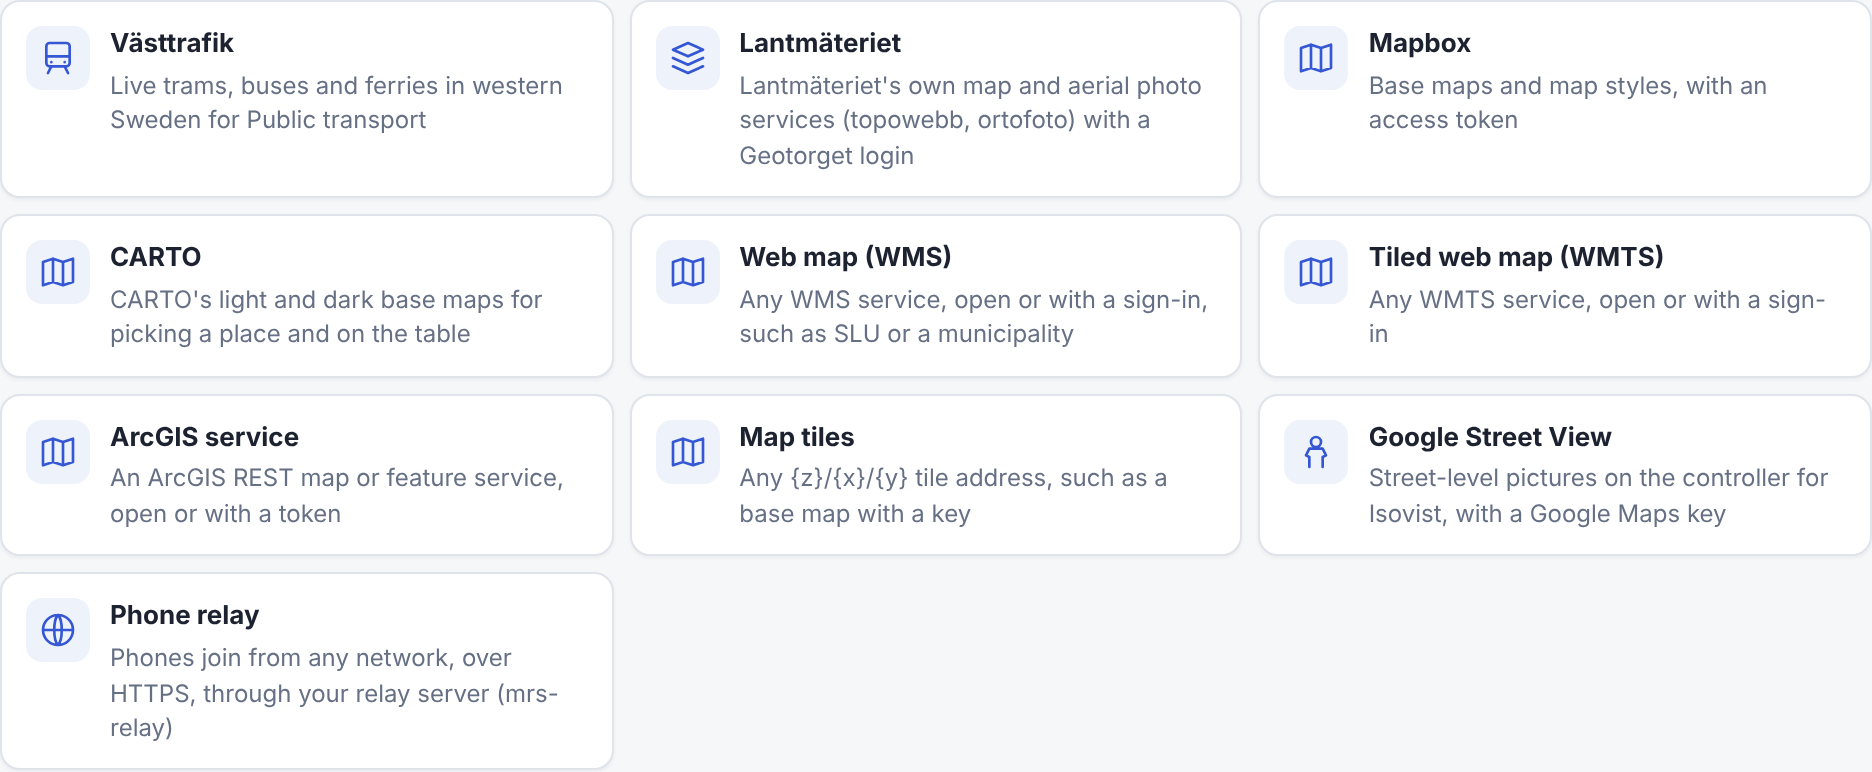 Västtrafik
Live trams, buses and ferries in western
Sweden for Public transport
Lantmäteriet
Lantmäteriet's own map and aerial photo
services (topowebb, ortofoto) with a
Geotorget login
Mapbox
Base maps and map styles, with an
access token
CARTO
CARTO's light and dark base maps for
picking a place and on the table
Web map (WMS)
Any WMS service, open or with a sign-in,
such as SLU or a municipality
Tiled web map (WMTS)
Any WMTS service, open or with a sign-
in
ArcGIS service
An ArcGIS REST map or feature service,
open or with a token
Map tiles
Any {z}/{x}/{y} tile address, such as a
base map with a key
Google Street View
Street-level pictures on the controller for
Isovist, with a Google Maps key
Phone relay
Phones join from any network, over
HTTPS, through your relay server (mrs-
relay)